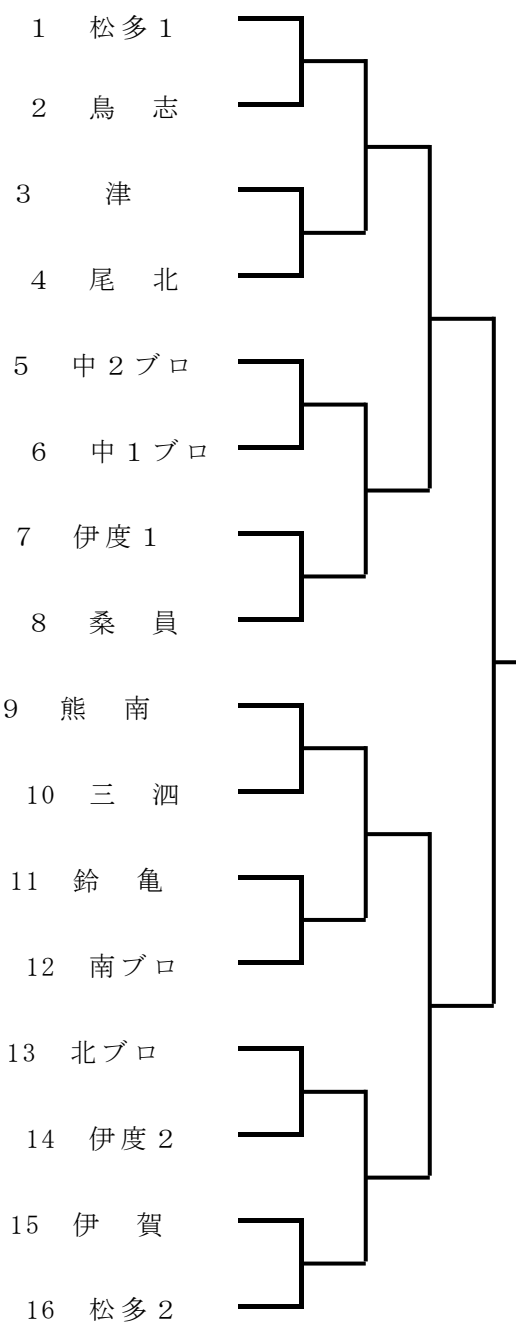 1 松多1
2 鳥 志
3 津
4 尾 北
5 中2ブロ
6 中1ブロ
7 伊度1
8 桑 員
9 熊 南
10 三 泗
11 鈴 亀
12 南ブロ
13 北ブロ
14 伊度2
15 伊 賀
16 松多2